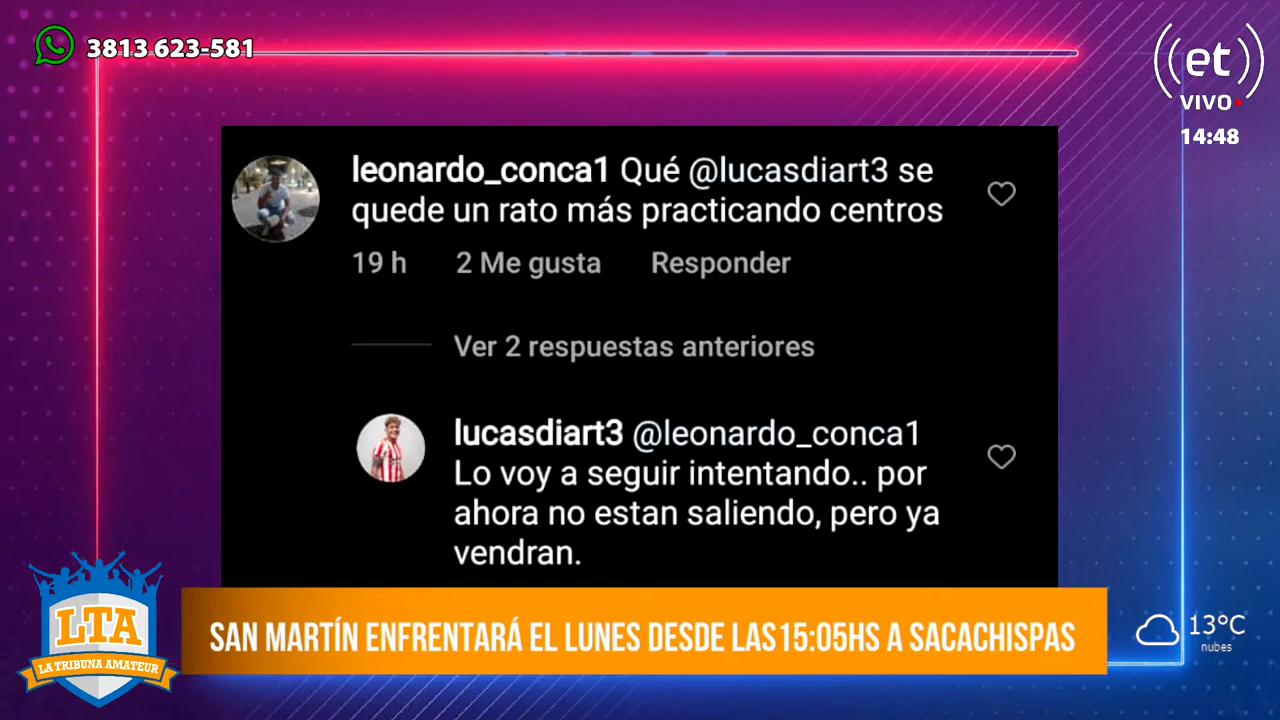 3813 623-581
et
VIVO
14:48
leonardo_conca1 Qué @lucasdiart3 se
quede un rato más practicando centros
19 h 2 Me gusta Responder
Ver 2 respuestas anteriores
lucasdiart3 @leonardo_conca1
Lo voy a seguir intentando.. por
ahora no estan saliendo, pero ya
vendran.
LTA
LA TRIBUNA AMATEUR
SAN MARTÍN ENFRENTARÁ EL LUNES DESDE LAS15:05HS A SACACHISPAS
13°C
nubes